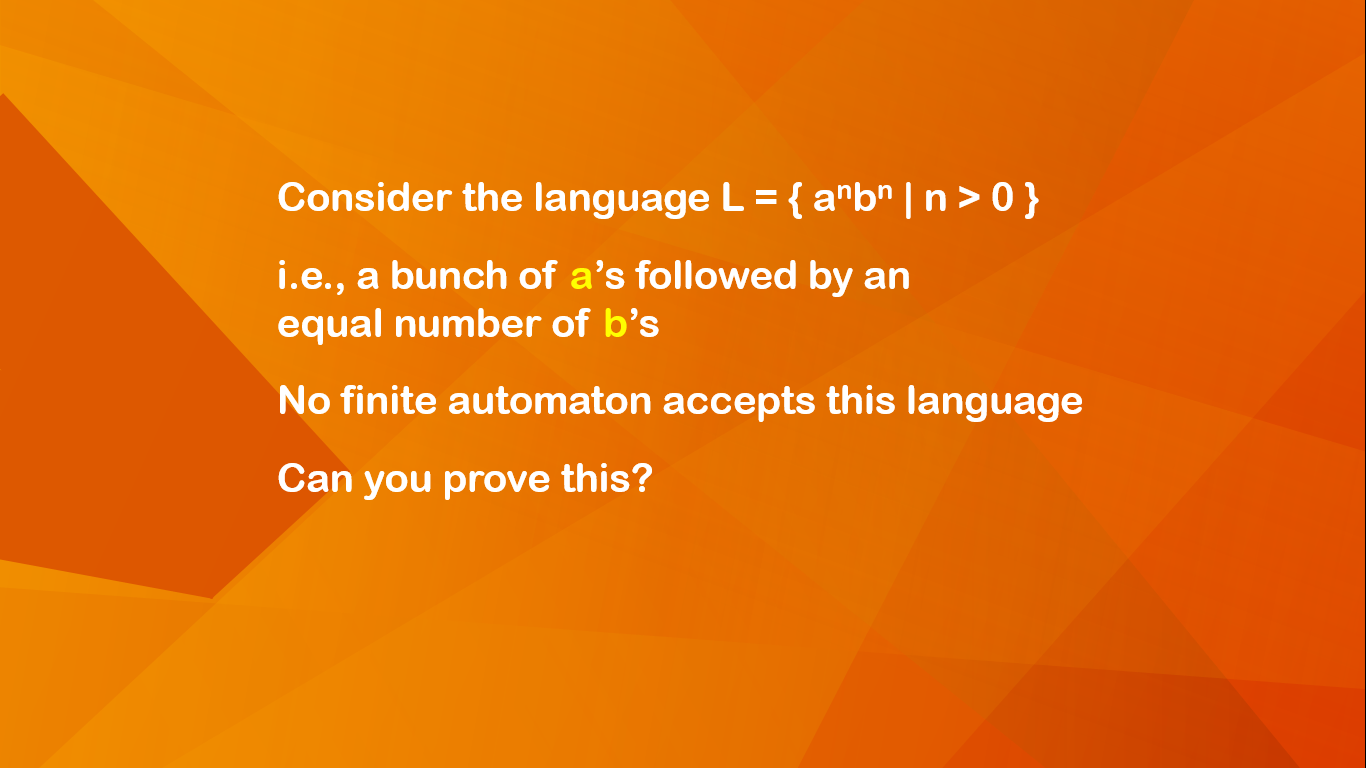 Consider the language L = { aⁿbⁿ | n > 0 }
i.e., a bunch of a’s followed by an
equal number of b’s
No finite automaton accepts this language
Can you prove this?